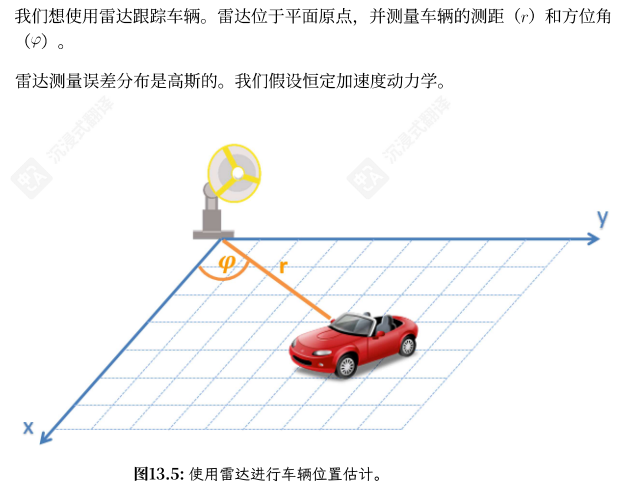 我们想使用雷达跟踪车辆。雷达位于平面原点，并测量车辆的测距（r）和方位角
（φ）。
雷达测量误差分布是高斯的。我们假设恒定加速度动力学。
沉浸式翻译
沉浸式翻译
y
φ
r
x
图13.5: 使用雷达进行车辆位置估计。